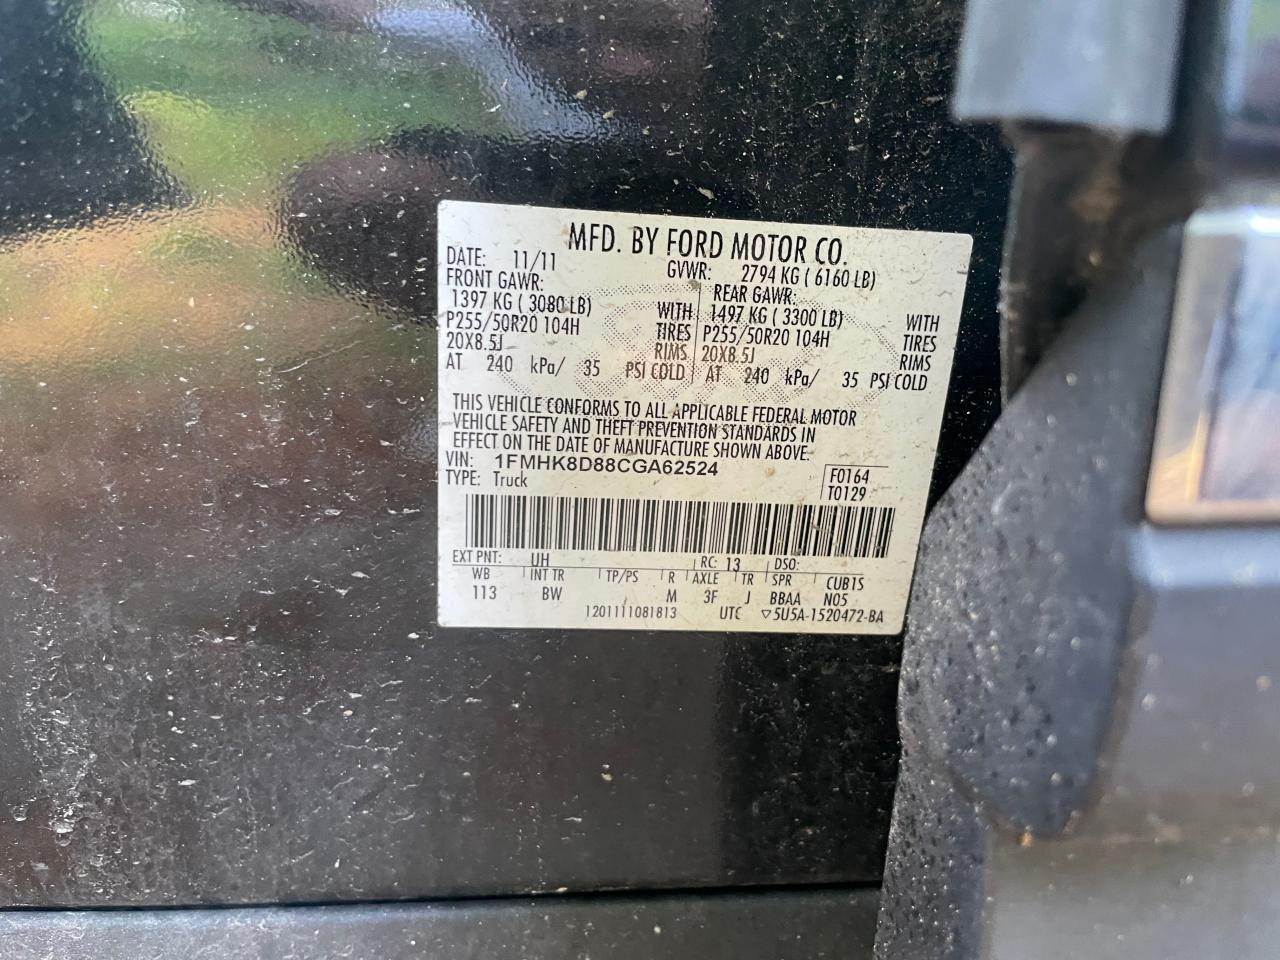 MFD. BY FORD MOTOR CO.
DATE: 11/11 GVWR: 2794 KG ( 6160 LB)
FRONT GAWR: REAR GAWR:
1397 KG ( 3080 LB) WITH 1497 KG ( 3300 LB) WITH
P255/50R20 104H TIRES P255/50R20 104H TIRES
20X8.5J RIMS 20X8.5J RIMS
AT 240 kPa/ 35 PSI COLD AT 240 kPa/ 35 PSI COLD
THIS VEHICLE CONFORMS TO ALL APPLICABLE FEDERAL MOTOR
VEHICLE SAFETY AND THEFT PREVENTION STANDARDS IN
EFFECT ON THE DATE OF MANUFACTURE SHOWN ABOVE.
VIN: 1FMHK8D88CGA62524 F0164
TYPE: Truck T0129
EXT PNT: UH RC: 13 DSO:
WB INT TR TP/PS R AXLE TR SPR CUB15
113 BW M 3F J BBAA N05
1201111081813 UTC ▽5U5A-1520472-BA